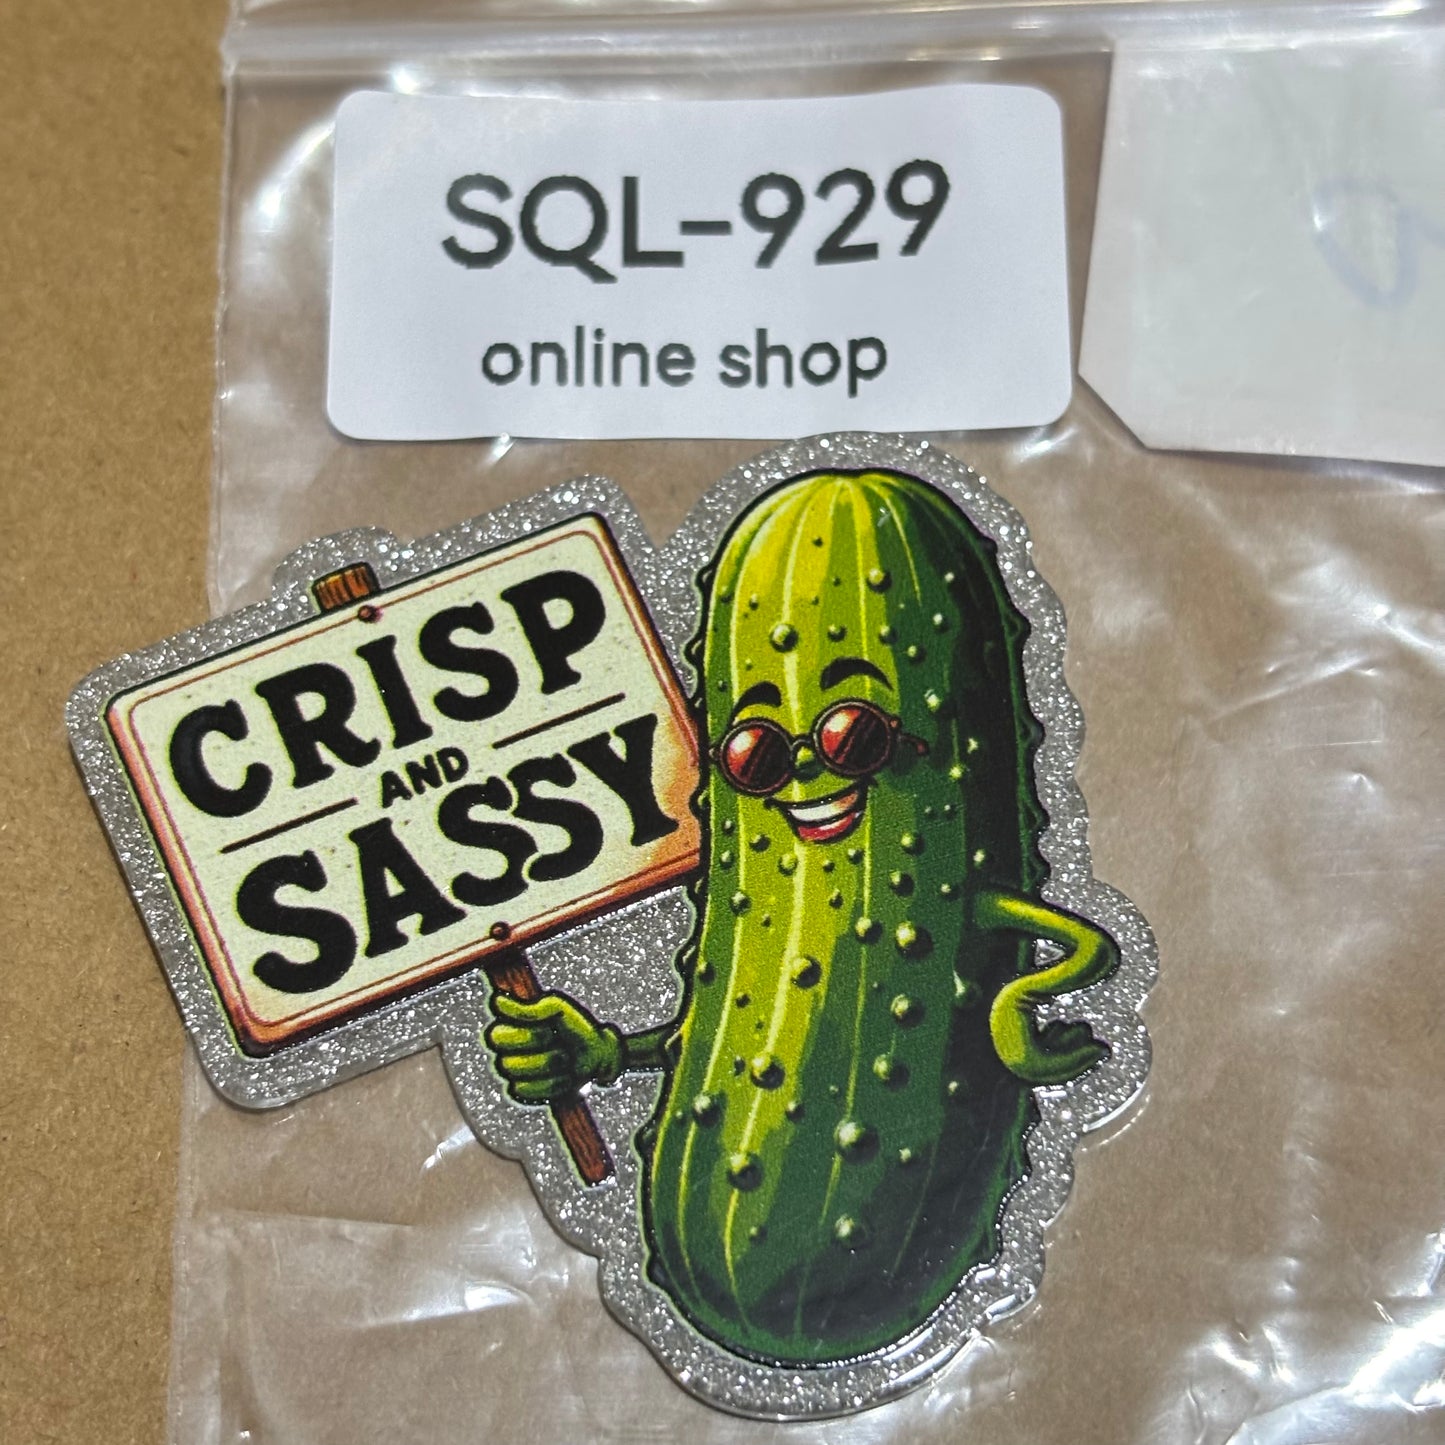 SQL-929
online shop
CRISP
AND
SASSY